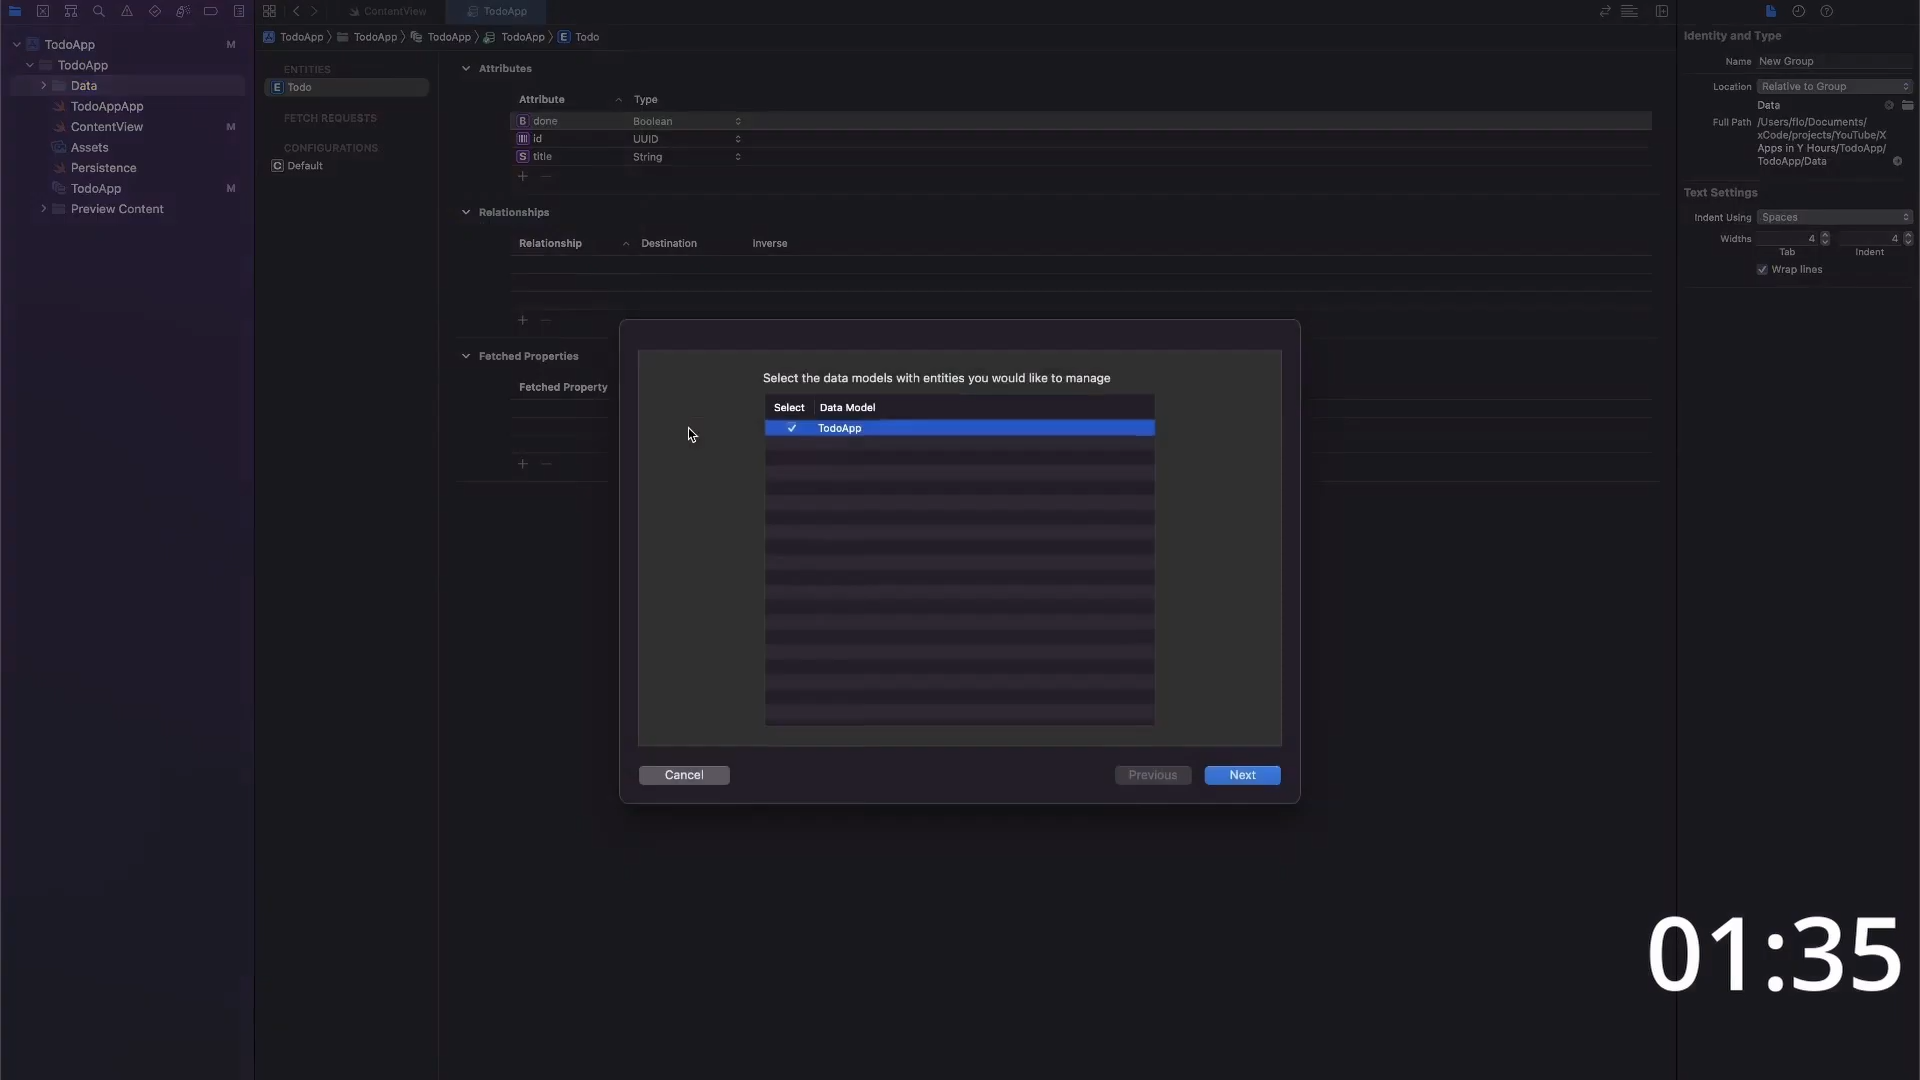 ContentView
TodoApp
TodoApp M
TodoApp
Data
TodoAppApp
ContentView M
Assets
Persistence
TodoApp M
Preview Content
TodoApp TodoApp TodoApp TodoApp E Todo
ENTITIES
E Todo
FETCH REQUESTS
CONFIGURATIONS
C Default
Attributes
Attribute Type
B done Boolean
id UUID
S title String
+ −
Relationships
Relationship Destination Inverse
+ −
Fetched Properties
Fetched Property
+ −
Select the data models with entities you would like to manage
Select Data Model
TodoApp
Cancel
Previous
Next
Identity and Type
Name New Group
Location Relative to Group
Data
Full Path /Users/flo/Documents/
xCode/projects/YouTube/X
Apps in Y Hours/TodoApp/
TodoApp/Data
Text Settings
Indent Using Spaces
Widths 4 4
Tab Indent
Wrap lines
01:35